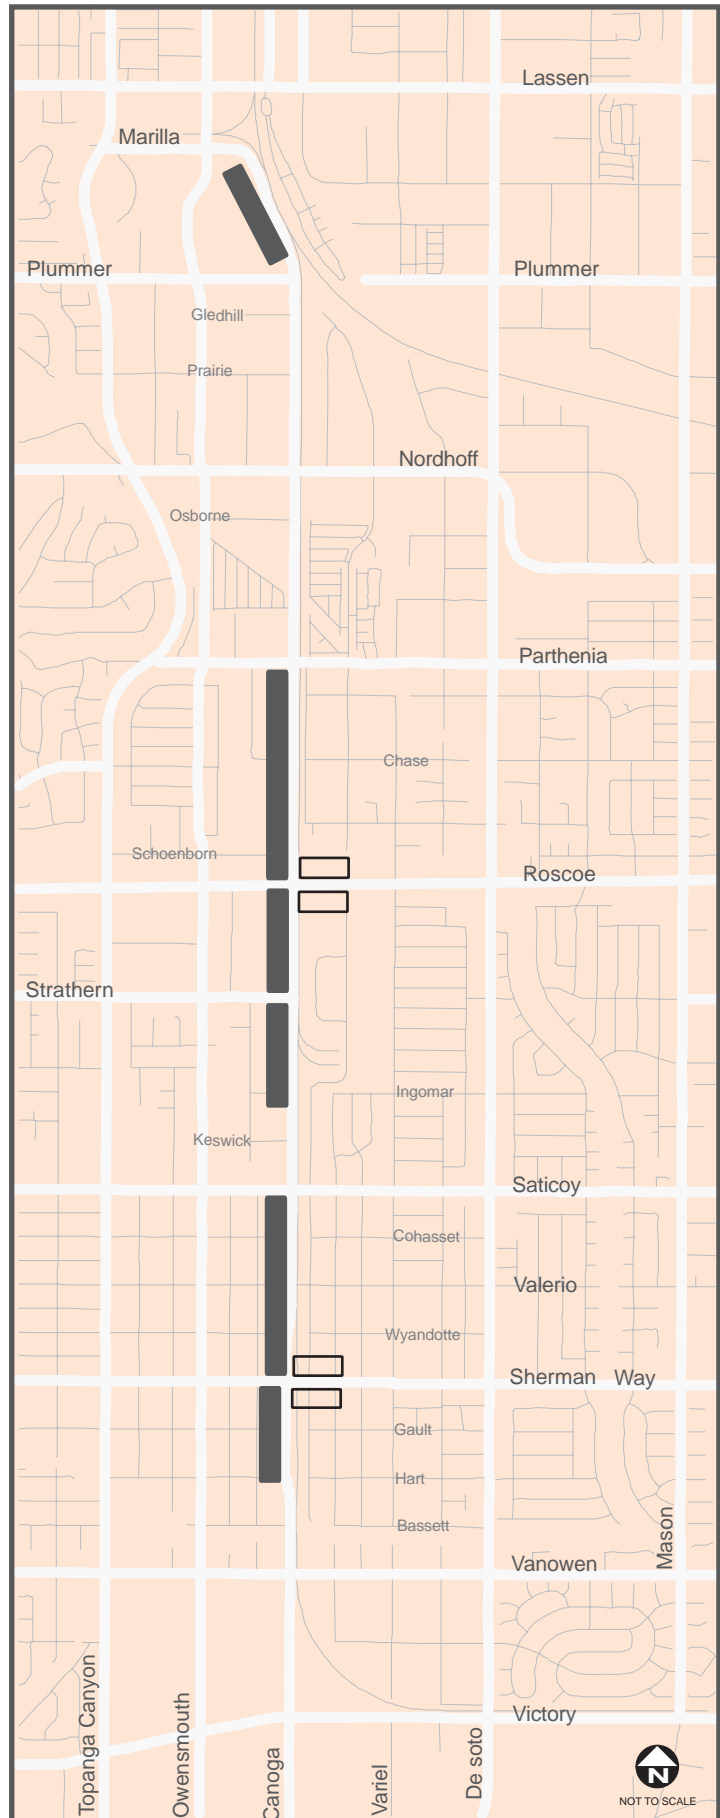 Lassen
Marilla
Plummer
Plummer
Gledhill
Prairie
Nordhoff
Osborne
Parthenia
Chase
Schoenborn
Roscoe
Strathern
Ingomar
Keswick
Saticoy
Cohasset
Valerio
Wyandotte
Sherman Way
Gault
Hart
Bassett
Mason
Vanowen
Victory
Topanga Canyon
Owensmouth
Canoga
Variel
De soto
N
NOT TO SCALE